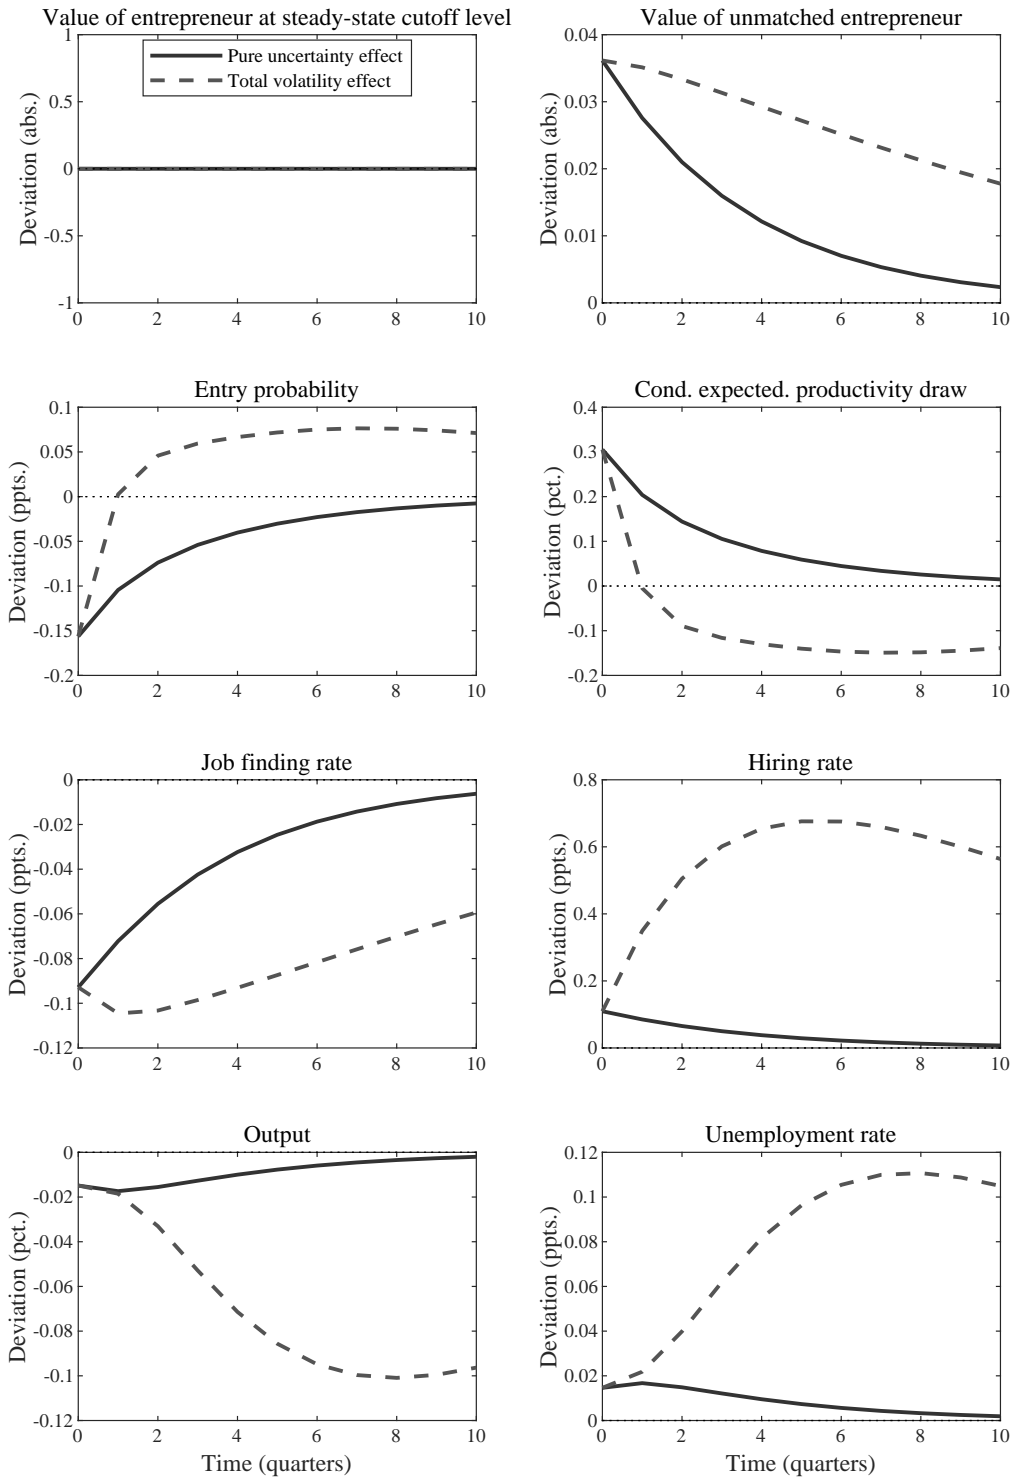 Value of entrepreneur at steady-state cutoff level
Deviation (abs.)
1
0.5
0
-0.5
-1
Pure uncertainty effect
Total volatility effect
0 2 4 6 8 10
Value of unmatched entrepreneur
Deviation (abs.)
0.04
0.03
0.02
0.01
0
0 2 4 6 8 10
Entry probability
Deviation (ppts.)
0.1
0.05
0
-0.05
-0.1
-0.15
-0.2
0 2 4 6 8 10
Cond. expected. productivity draw
Deviation (pct.)
0.4
0.3
0.2
0.1
0
-0.1
-0.2
0 2 4 6 8 10
Job finding rate
Deviation (ppts.)
0
-0.02
-0.04
-0.06
-0.08
-0.1
-0.12
0 2 4 6 8 10
Hiring rate
Deviation (ppts.)
0.8
0.6
0.4
0.2
0
0 2 4 6 8 10
Output
Deviation (pct.)
0
-0.02
-0.04
-0.06
-0.08
-0.1
-0.12
0 2 4 6 8 10
Time (quarters)
Unemployment rate
Deviation (ppts.)
0.12
0.1
0.08
0.06
0.04
0.02
0
0 2 4 6 8 10
Time (quarters)